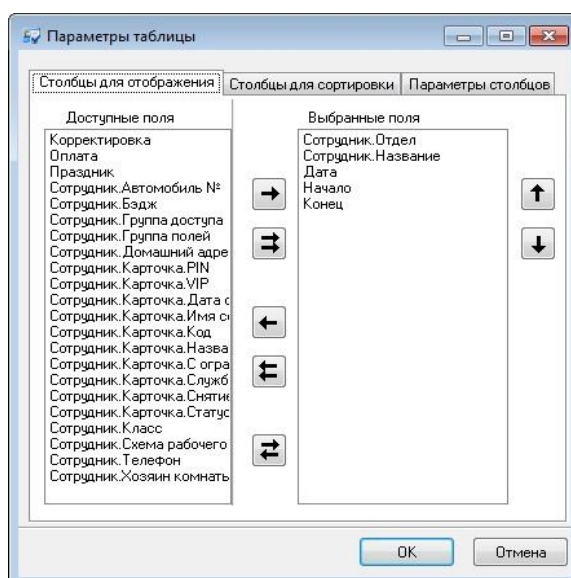 Параметры таблицы
Столбцы для отображения
Столбцы для сортировки
Параметры столбцов
Доступные поля
Корректировка
Оплата
Праздник
Сотрудник.Автомобиль №
Сотрудник.Бэдж
Сотрудник.Группа доступа
Сотрудник.Группа полей
Сотрудник.Домашний адре
Сотрудник.Карточка.PIN
Сотрудник.Карточка.VIP
Сотрудник.Карточка.Дата с
Сотрудник.Карточка.Имя с
Сотрудник.Карточка.Код
Сотрудник.Карточка.Назва
Сотрудник.Карточка.С огра
Сотрудник.Карточка.Служб
Сотрудник.Карточка.Снятие
Сотрудник.Карточка.Статус
Сотрудник.Класс
Сотрудник.Схема рабочего
Сотрудник.Телефон
Сотрудник.Хозяин комнать
Выбранные поля
Сотрудник.Отдел
Сотрудник.Название
Дата
Начало
Конец
OK
Отмена